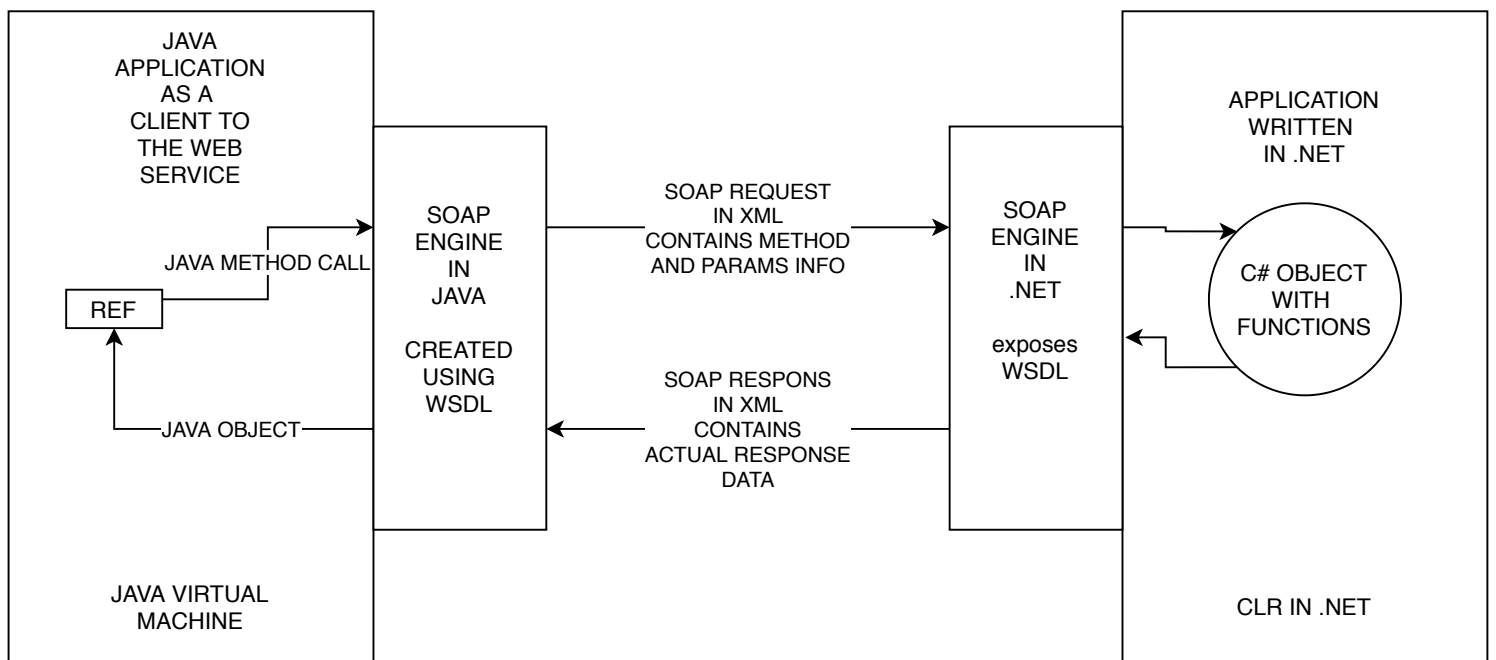 JAVA
APPLICATION
AS A
CLIENT TO
THE WEB
SERVICE
JAVA METHOD CALL
REF
JAVA OBJECT
JAVA VIRTUAL
MACHINE
SOAP
ENGINE
IN
JAVA
CREATED
USING
WSDL
SOAP REQUEST
IN XML
CONTAINS METHOD
AND PARAMS INFO
SOAP RESPONS
IN XML
CONTAINS
ACTUAL RESPONSE
DATA
SOAP
ENGINE
IN
.NET
exposes
WSDL
APPLICATION
WRITTEN
IN .NET
C# OBJECT
WITH
FUNCTIONS
CLR IN .NET